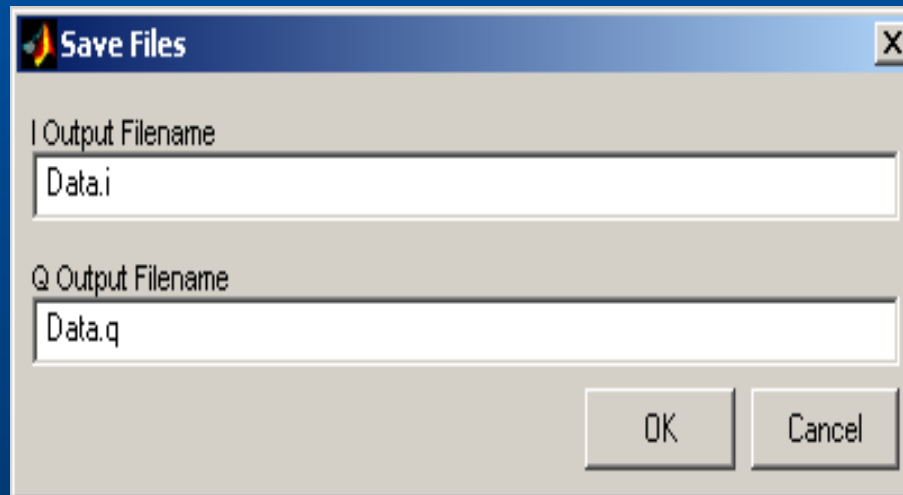 Save Files
X
I Output Filename
Data.i
Q Output Filename
Data.q
OK Cancel